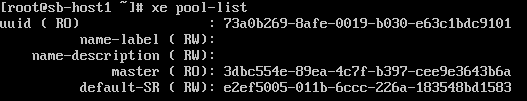 [root@sb-host1 ~]# xe pool-list
uuid ( RO)                : 73a0b269-8afe-0019-b030-e63c1bdc9101
          name-label ( RW):
    name-description ( RW):
              master ( RO): 3dbc554e-89ea-4c7f-b397-cee9e3643b6a
          default-SR ( RW): e2ef5005-011b-6ccc-226a-183548bd1583